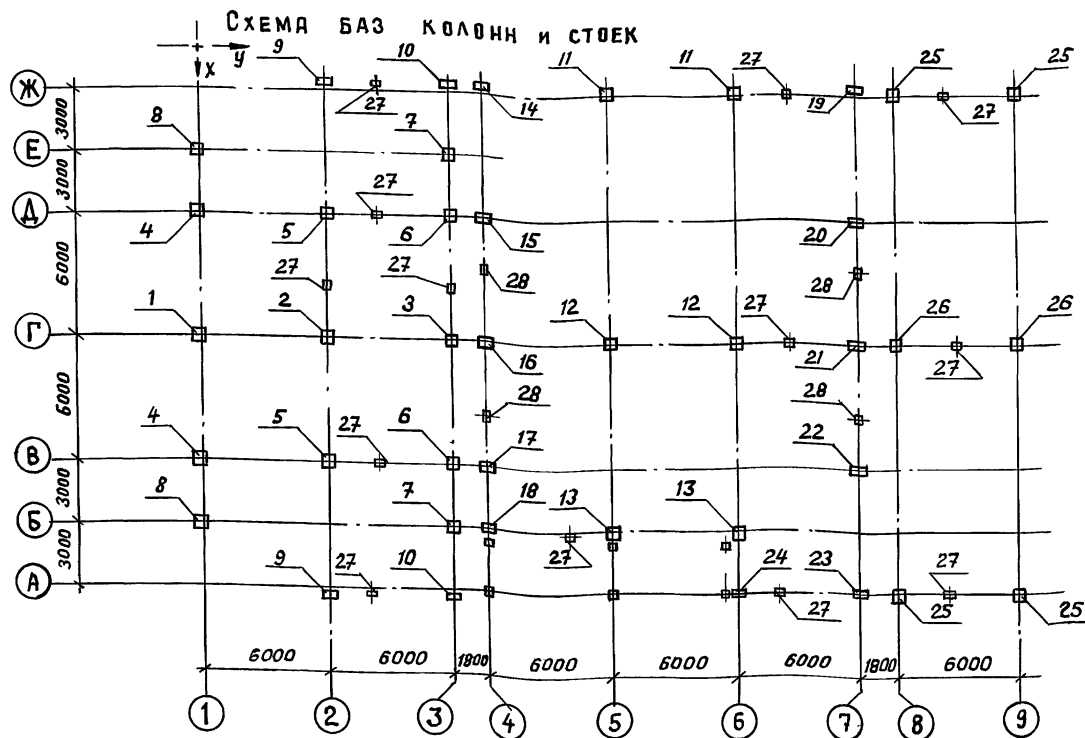 СХЕМА БАЗ КОЛОНН И СТОЕК
y
x
9 10 11 11 27 25 25
Ж
27 14 19 27
3000
8 7
Е
3000
27
Д
4 5 6 15 20
6000
27 27 28 28
1 2 3 12 12 27 26 26
Г
16 21 27
6000
28 28
4 5 27 6 17 22
В
3000
8 7 18 13 13
Б
3000
27
9 27 10 24 23 27
А
27 25 25
6000 6000 1800 6000 6000 6000 1800 6000
1 2 3 4 5 6 7 8 9